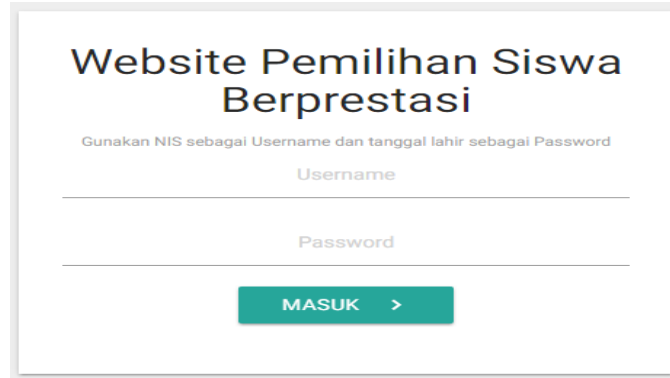 Website Pemilihan Siswa
Berprestasi
Gunakan NIS sebagai Username dan tanggal lahir sebagai Password
Username
Password
MASUK >